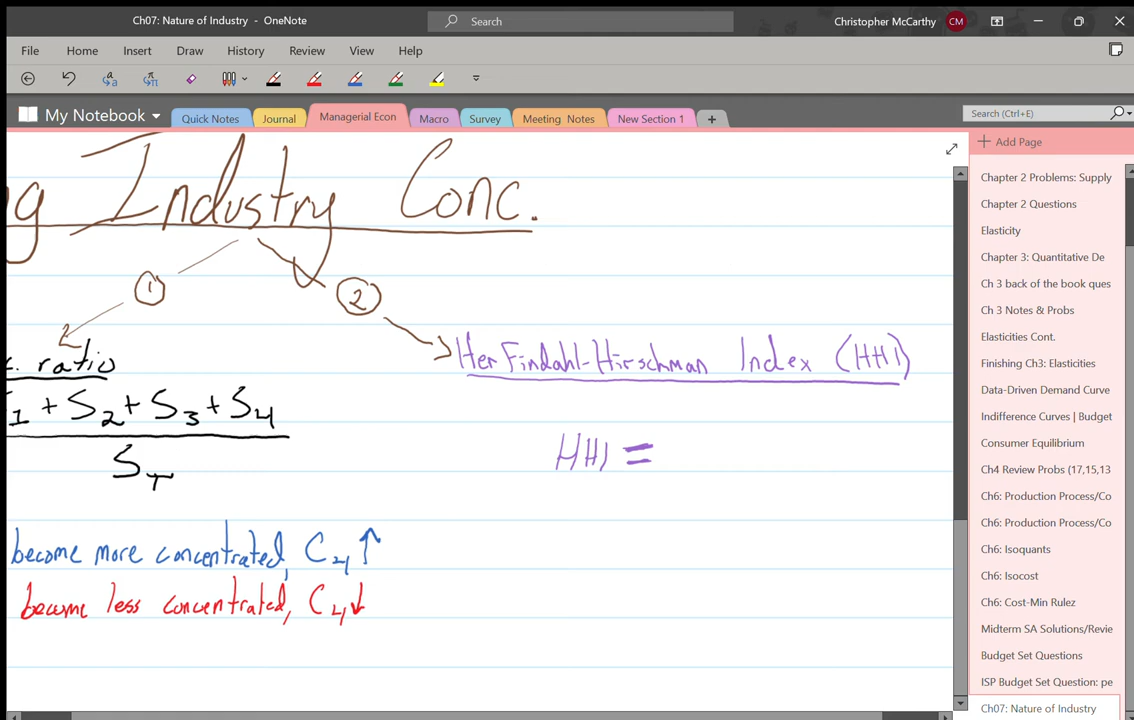 Ch07: Nature of Industry - OneNote
Search
Christopher McCarthy CM
File Home Insert Draw History Review View Help
My Notebook Quick Notes Journal Managerial Econ Macro Survey Meeting Notes New Section 1 + Search (Ctrl+E)
g Industry Conc.
1
2
HerFindahl-Hirschman Index (HHI)
. ratio
1 + S2 + S3 + S4
ST
HHI =
become more concentrated, C4 ↑
become less concentrated, C4 ↓
Add Page
Chapter 2 Problems: Supply
Chapter 2 Questions
Elasticity
Chapter 3: Quantitative De
Ch 3 back of the book ques
Ch 3 Notes & Probs
Elasticities Cont.
Finishing Ch3: Elasticities
Data-Driven Demand Curve
Indifference Curves | Budget
Consumer Equilibrium
Ch4 Review Probs (17,15,13
Ch6: Production Process/Co
Ch6: Production Process/Co
Ch6: Isoquants
Ch6: Isocost
Ch6: Cost-Min Rulez
Midterm SA Solutions/Revie
Budget Set Questions
ISP Budget Set Question: pe
Ch07: Nature of Industry